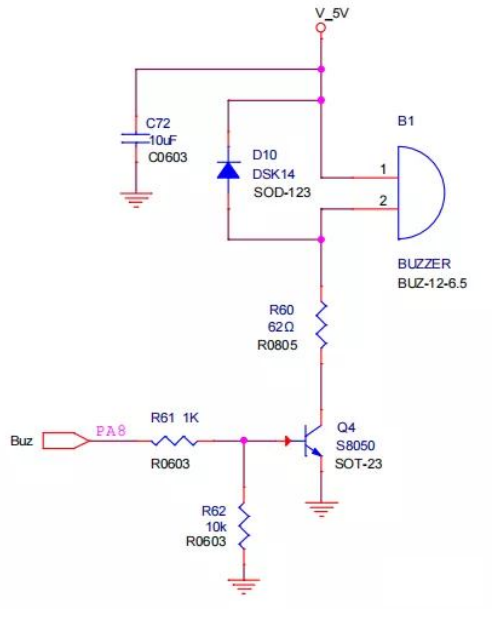 V_5V
C72
10uF
C0603
D10
DSK14
SOD-123
B1
1
2
BUZZER
BUZ-12-6.5
R60
62Ω
R0805
Buz
PA8
R61 1K
R0603
Q4
S8050
SOT-23
R62
10k
R0603